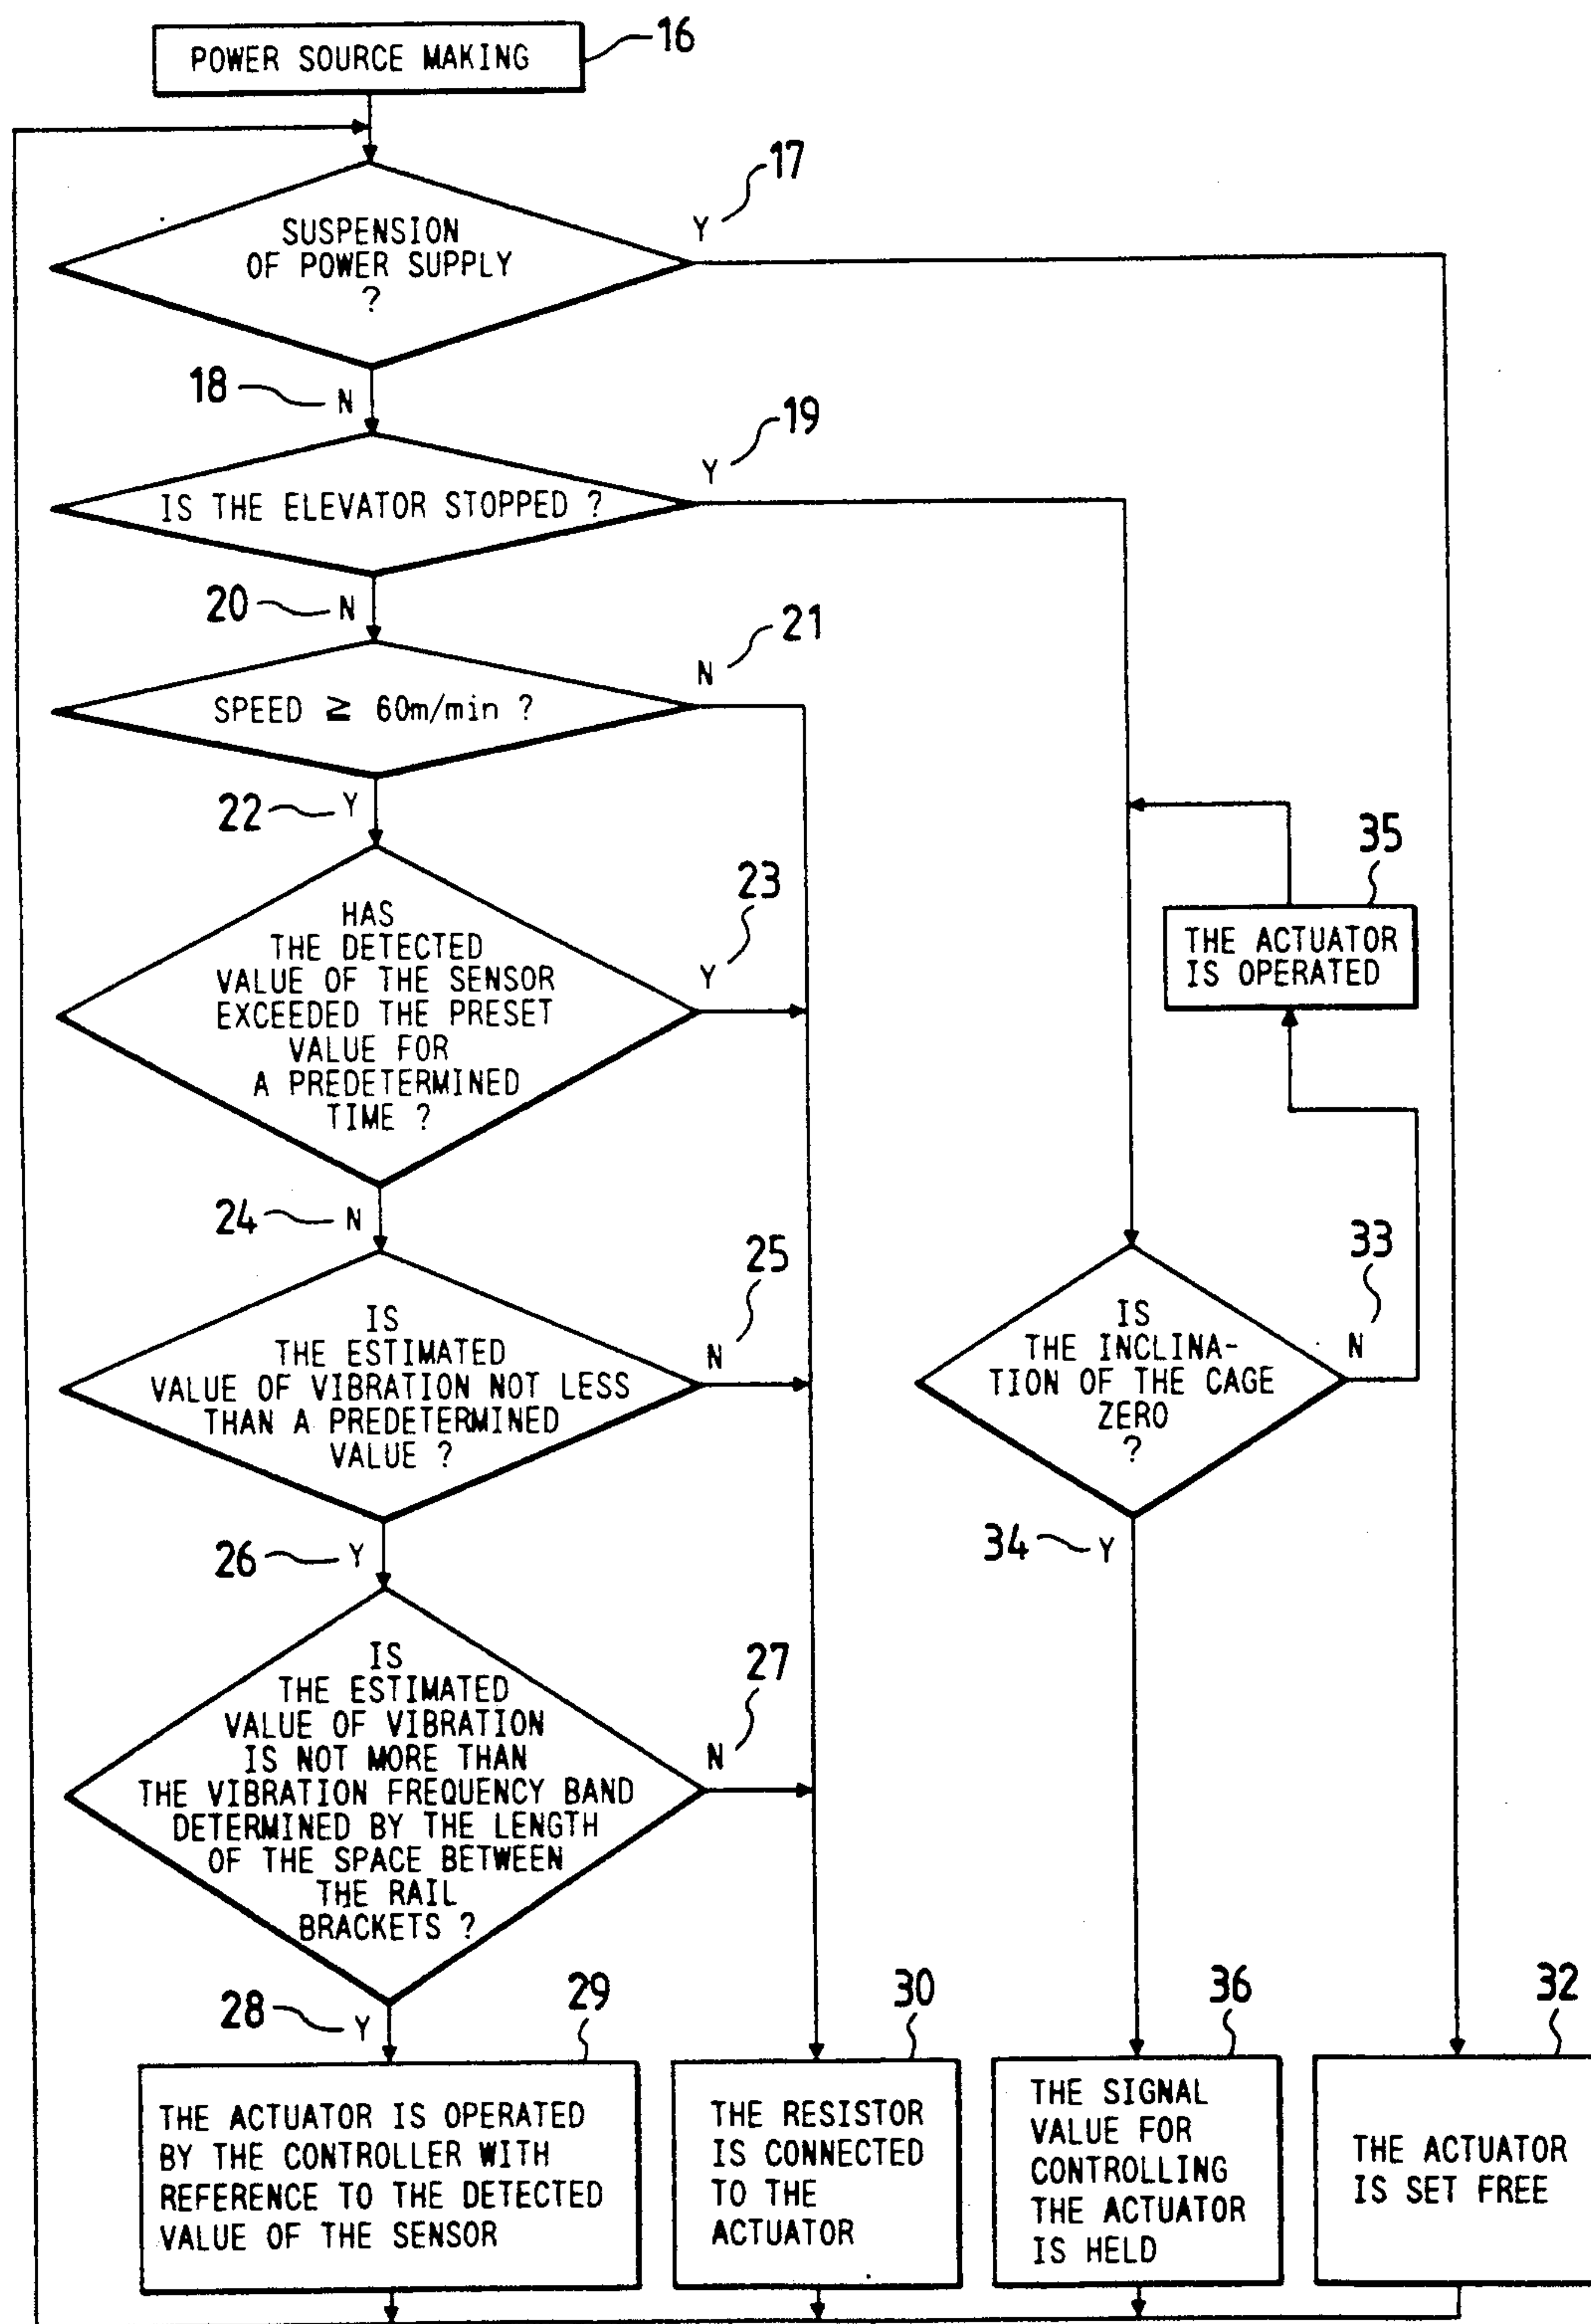 POWER SOURCE MAKING
16
SUSPENSION
OF POWER SUPPLY
?
Y
17
18
N
IS THE ELEVATOR STOPPED ?
Y
19
20
N
SPEED ≧ 60m/min ?
N
21
22
Y
HAS
THE DETECTED
VALUE OF THE SENSOR
EXCEEDED THE PRESET
VALUE FOR
A PREDETERMINED
TIME ?
Y
23
24
N
IS
THE ESTIMATED
VALUE OF VIBRATION NOT LESS
THAN A PREDETERMINED
VALUE ?
N
25
26
Y
IS
THE ESTIMATED
VALUE OF VIBRATION
IS NOT MORE THAN
THE VIBRATION FREQUENCY BAND
DETERMINED BY THE LENGTH
OF THE SPACE BETWEEN
THE RAIL
BRACKETS ?
N
27
28
Y
35
THE ACTUATOR
IS OPERATED
IS
THE INCLINA-
TION OF THE CAGE
ZERO
?
N
33
34
Y
29
THE ACTUATOR IS OPERATED
BY THE CONTROLLER WITH
REFERENCE TO THE DETECTED
VALUE OF THE SENSOR
30
THE RESISTOR
IS CONNECTED
TO THE
ACTUATOR
36
THE SIGNAL
VALUE FOR
CONTROLLING
THE ACTUATOR
IS HELD
32
THE ACTUATOR
IS SET FREE